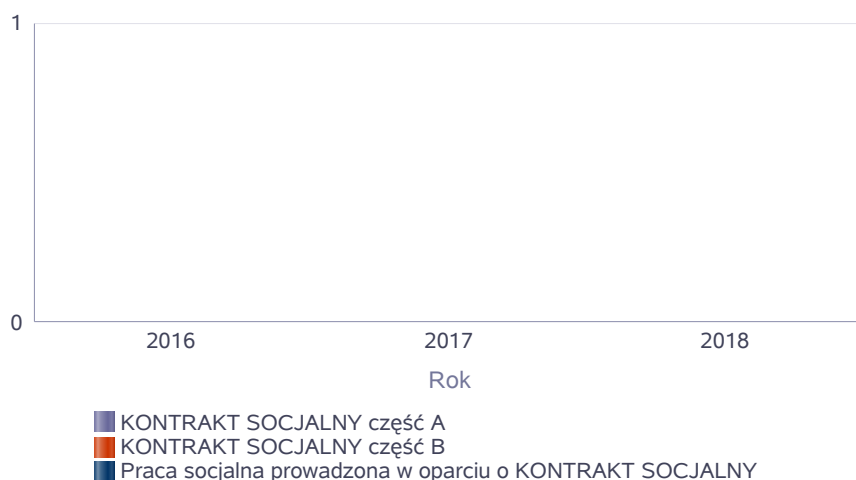 1
0
2016 2017 2018
Rok
KONTRAKT SOCJALNY część A
KONTRAKT SOCJALNY część B
Praca socjalna prowadzona w oparciu o KONTRAKT SOCJALNY